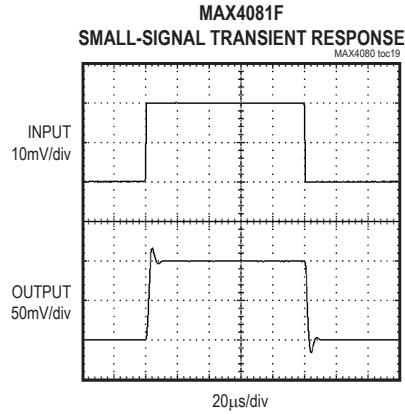 MAX4081F
SMALL-SIGNAL TRANSIENT RESPONSE
MAX4080 toc19
INPUT
10mV/div
OUTPUT
50mV/div
20μs/div